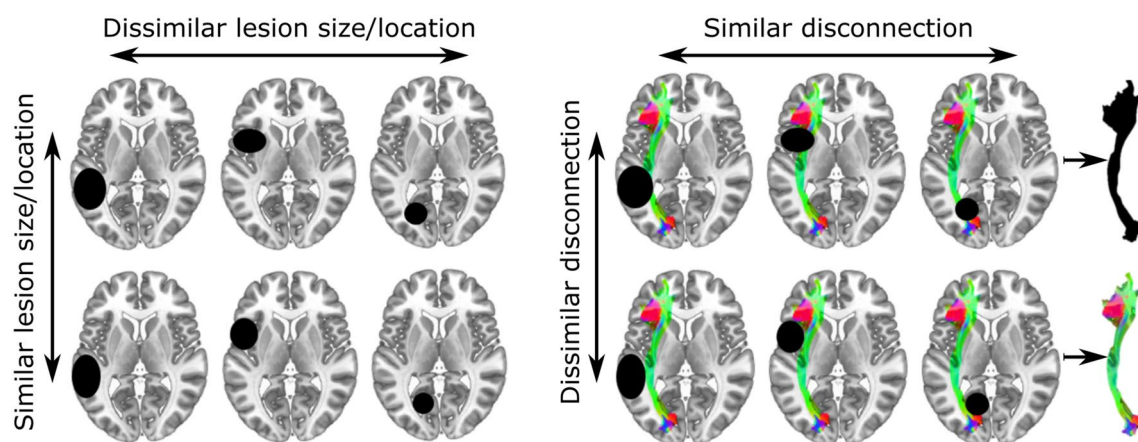 Dissimilar lesion size/location
Similar lesion size/location
Similar disconnection
Dissimilar disconnection